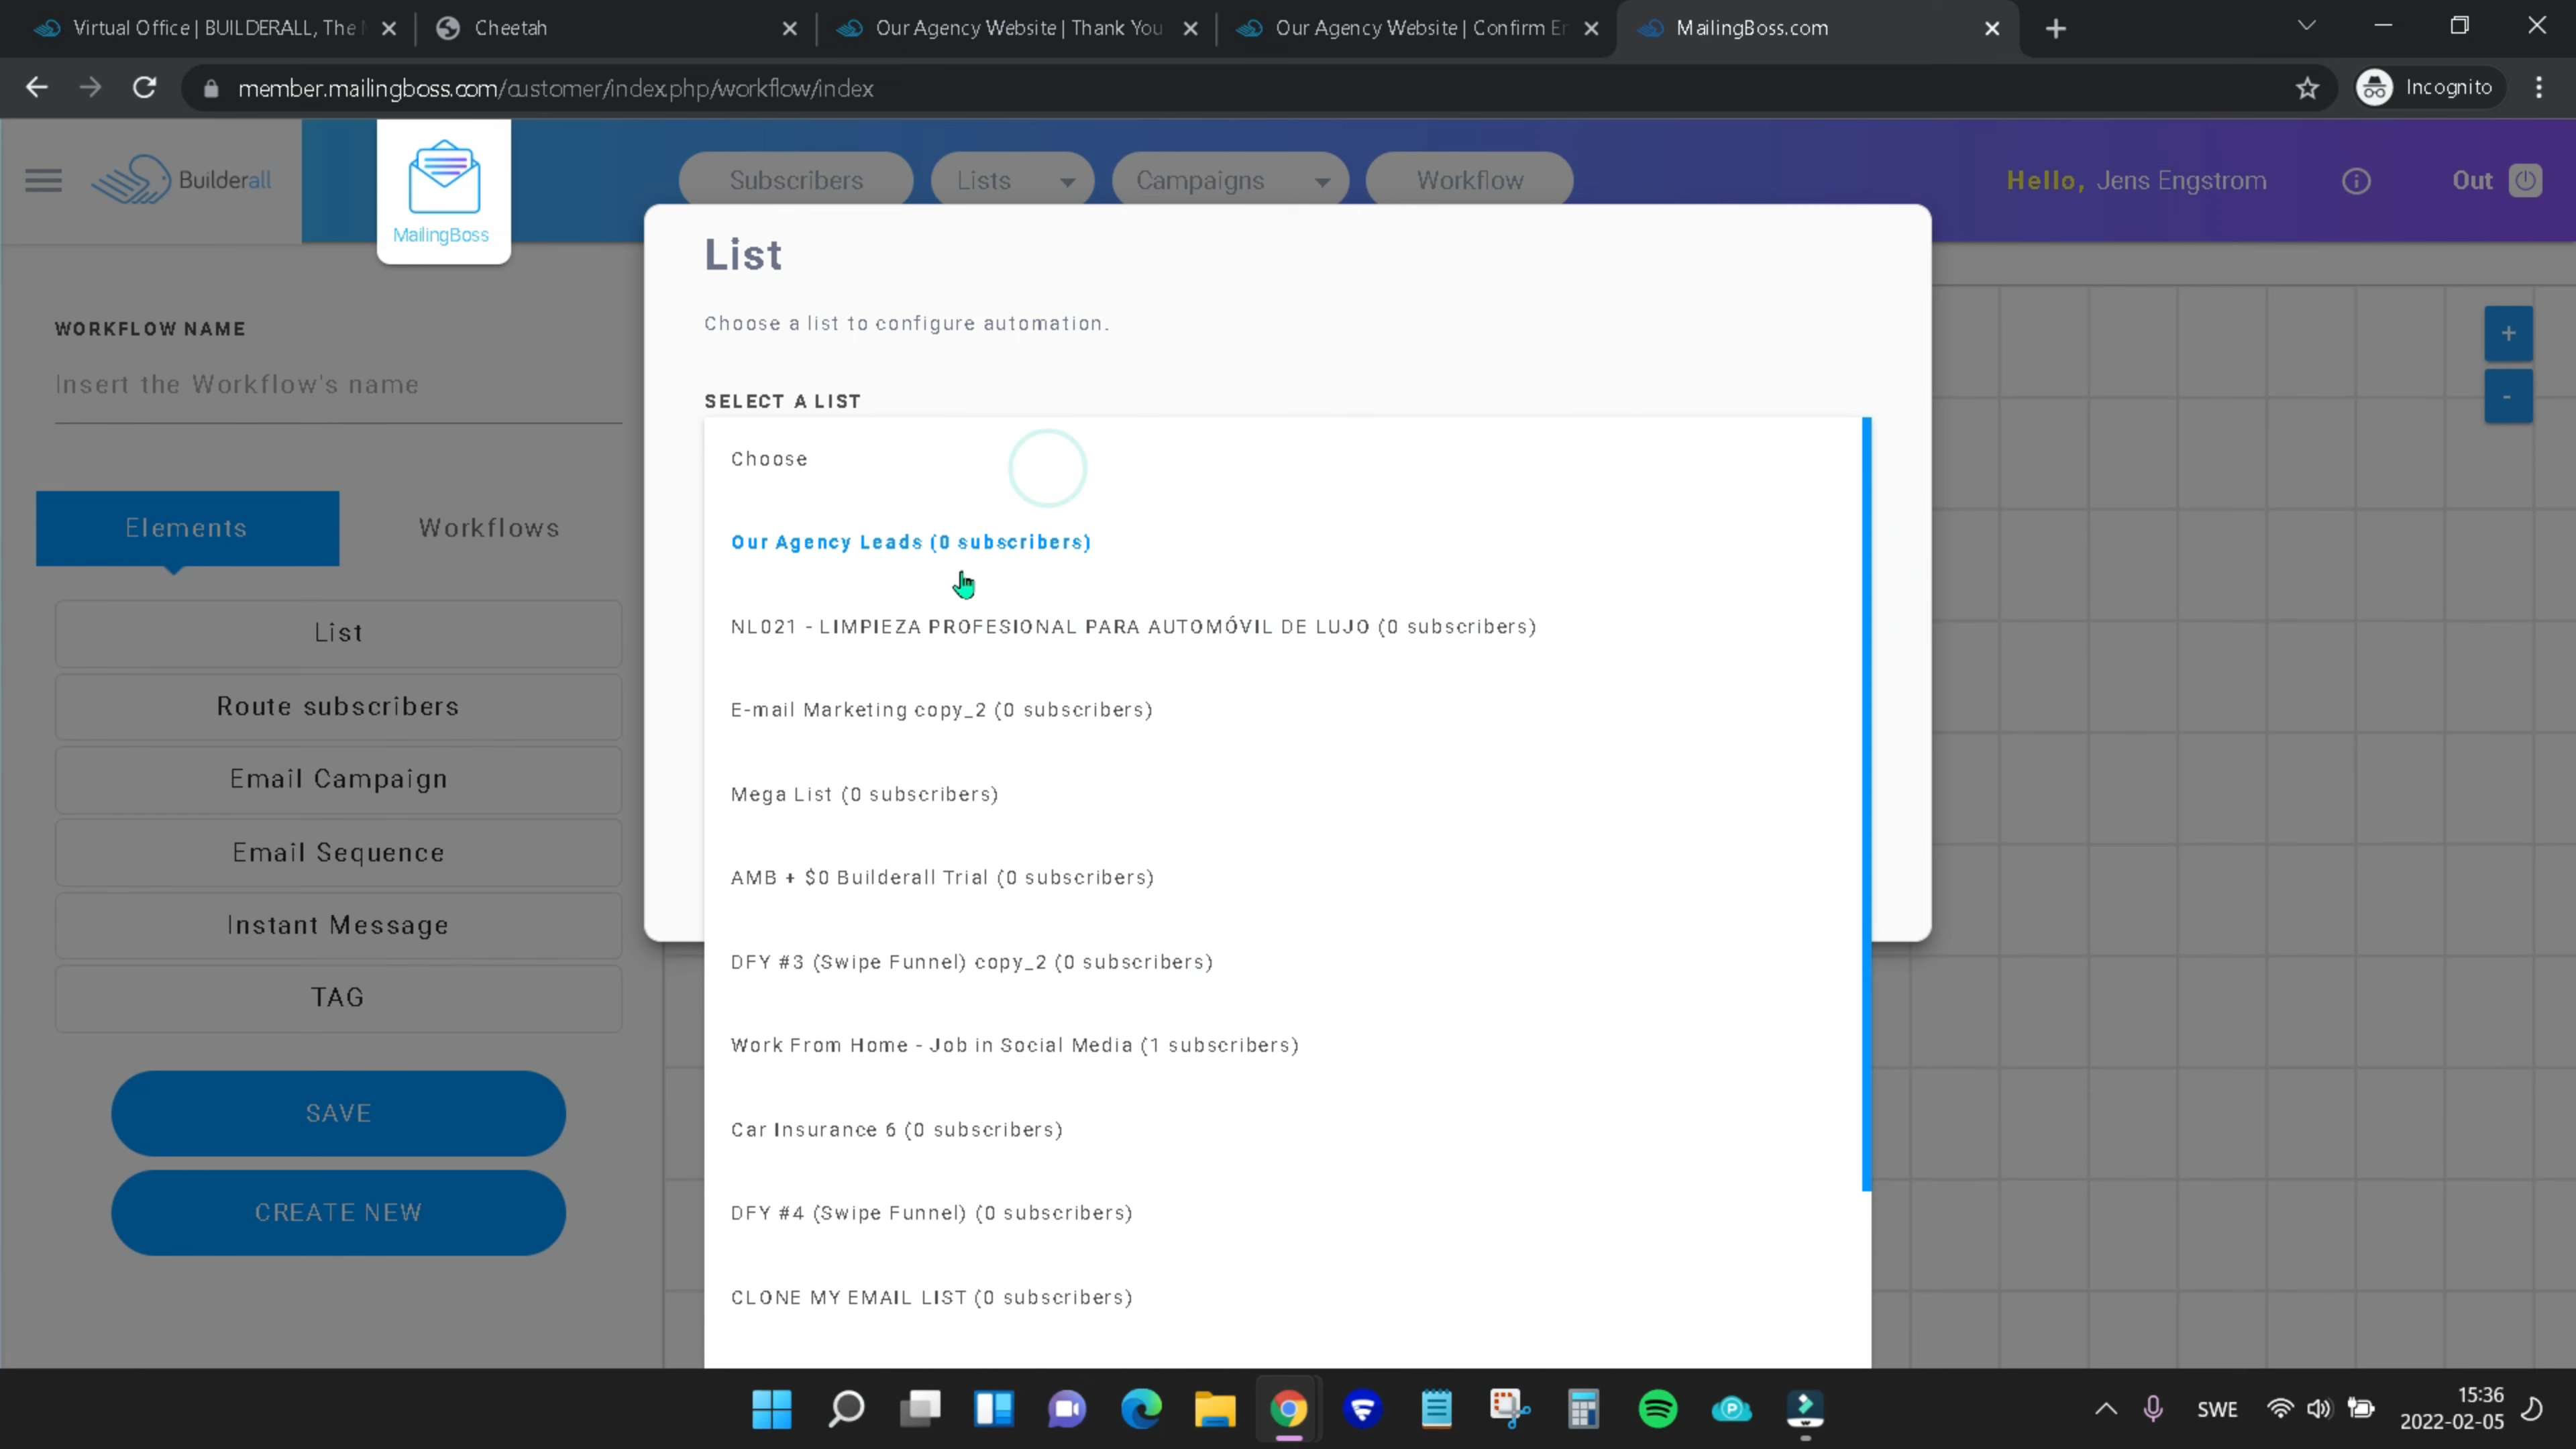 Virtual Office | BUILDERALL, The
Cheetah
Our Agency Website | Thank You
Our Agency Website | Confirm Er
MailingBoss.com
member.mailingboss.com/customer/index.php/workflow/index
Incognito
Builderall
MailingBoss
Subscribers
Lists
Campaigns
Workflow
Hello, Jens Engstrom
Out
WORKFLOW NAME
Insert the Workflow's name
Elements
Workflows
List
Route subscribers
Email Campaign
Email Sequence
Instant Message
TAG
SAVE
CREATE NEW
List
Choose a list to configure automation.
SELECT A LIST
Choose
Our Agency Leads (0 subscribers)
NL021 - LIMPIEZA PROFESIONAL PARA AUTOMÓVIL DE LUJO (0 subscribers)
E-mail Marketing copy_2 (0 subscribers)
Mega List (0 subscribers)
AMB + $0 Builderall Trial (0 subscribers)
DFY #3 (Swipe Funnel) copy_2 (0 subscribers)
Work From Home - Job in Social Media (1 subscribers)
Car Insurance 6 (0 subscribers)
DFY #4 (Swipe Funnel) (0 subscribers)
CLONE MY EMAIL LIST (0 subscribers)
+
-
SWE
15:36
2022-02-05